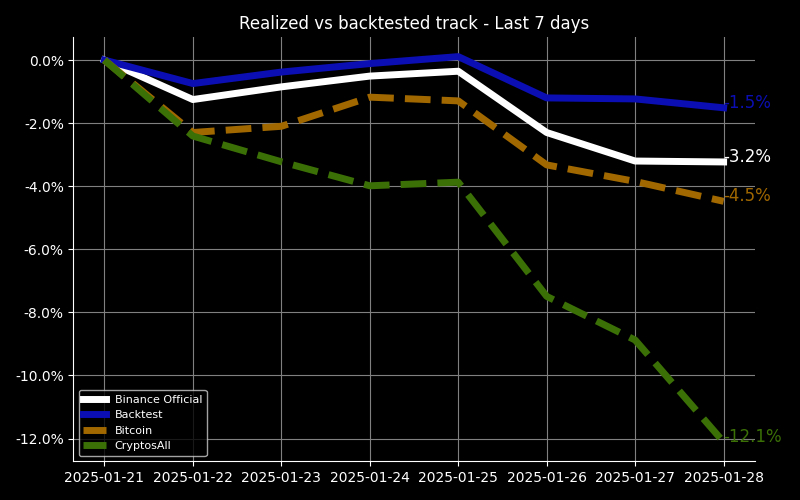 Realized vs backtested track - Last 7 days
0.0%
-2.0%
-4.0%
-6.0%
-8.0%
-10.0%
-12.0%
-1.5%
-3.2%
-4.5%
-12.1%
Binance Official
Backtest
Bitcoin
CryptosAll
2025-01-21 2025-01-22 2025-01-23 2025-01-24 2025-01-25 2025-01-26 2025-01-27 2025-01-28